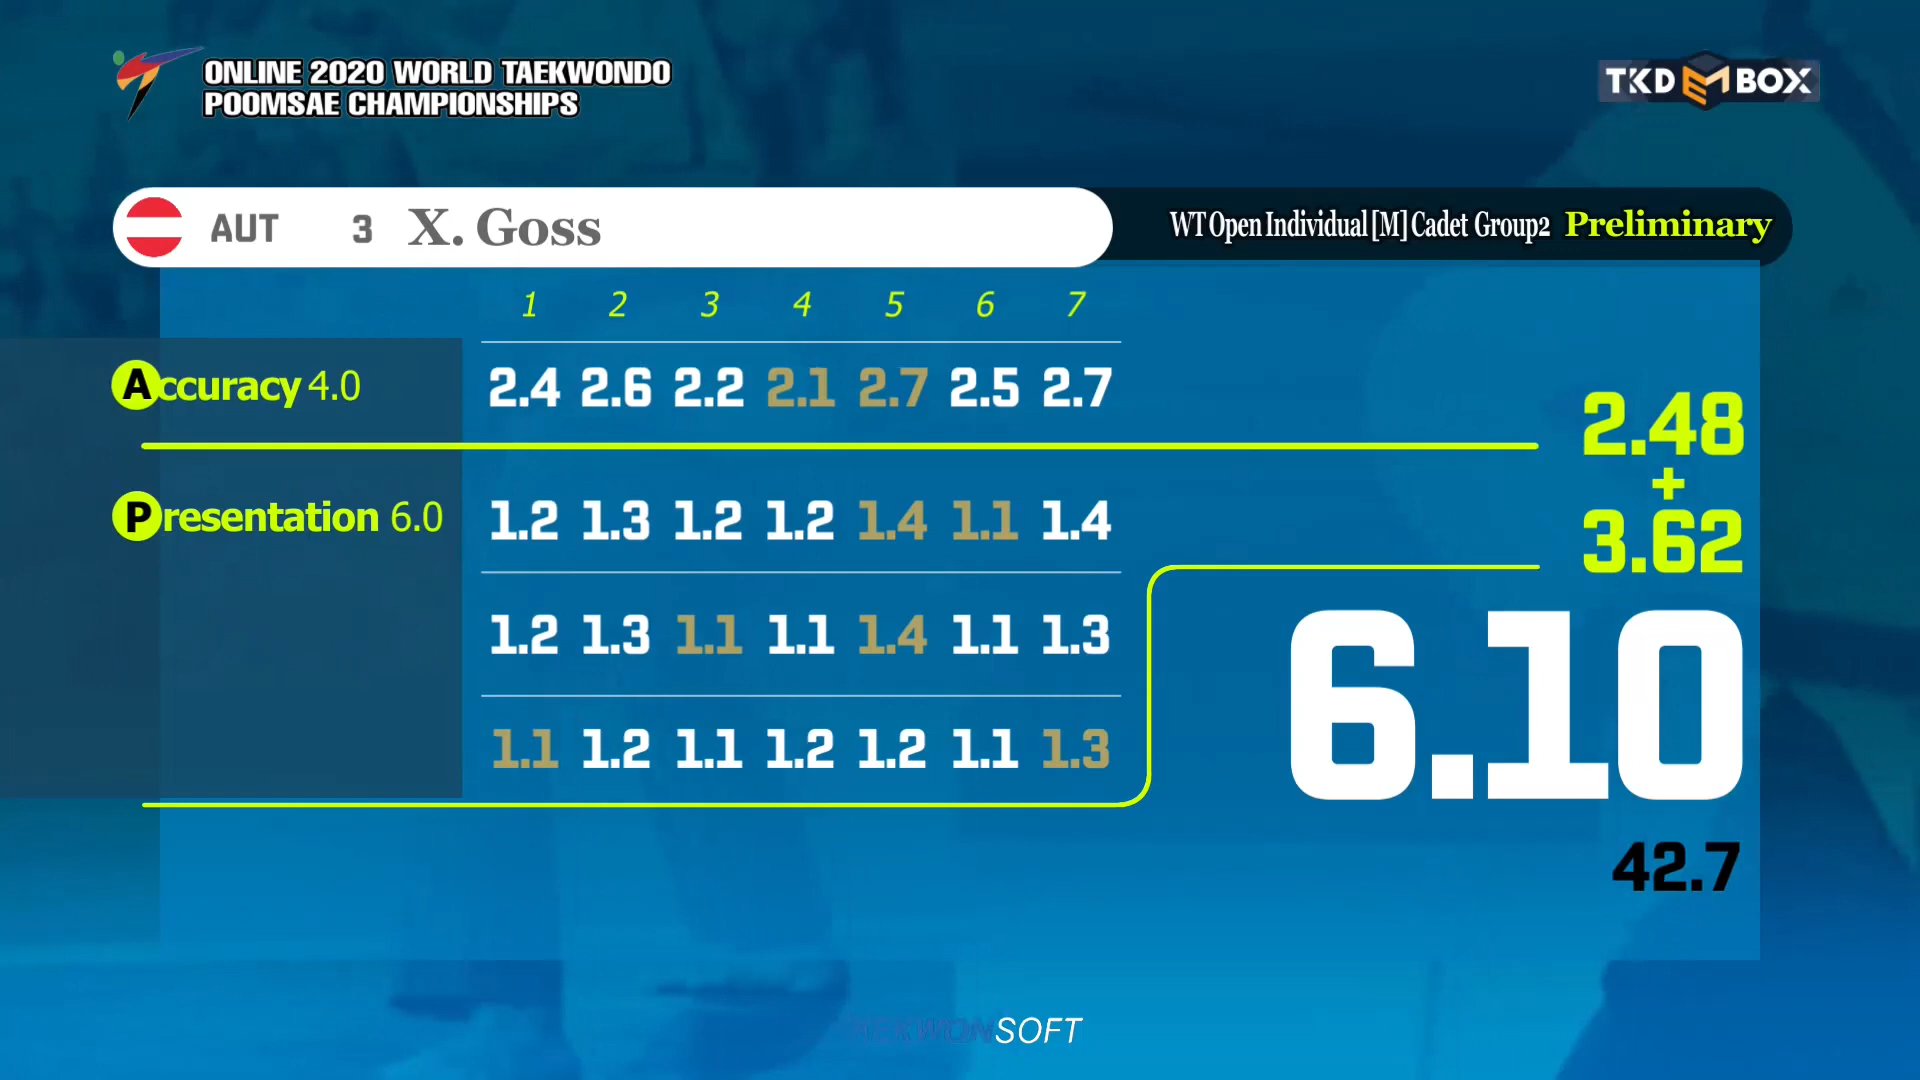 ONLINE 2020 WORLD TAEKWONDO
POOMSAE CHAMPIONSHIPS
TKD BOX
AUT 3 X. Goss
WT Open Individual [M] Cadet Group2 Preliminary
1 2 3 4 5 6 7
Accuracy 4.0 2.4 2.6 2.2 2.1 2.7 2.5 2.7
2.48
+
Presentation 6.0 1.2 1.3 1.2 1.2 1.4 1.1 1.4
3.62
1.2 1.3 1.1 1.1 1.4 1.1 1.3
6.10
1.1 1.2 1.1 1.2 1.2 1.1 1.3
42.7
TAEKWONSOFT